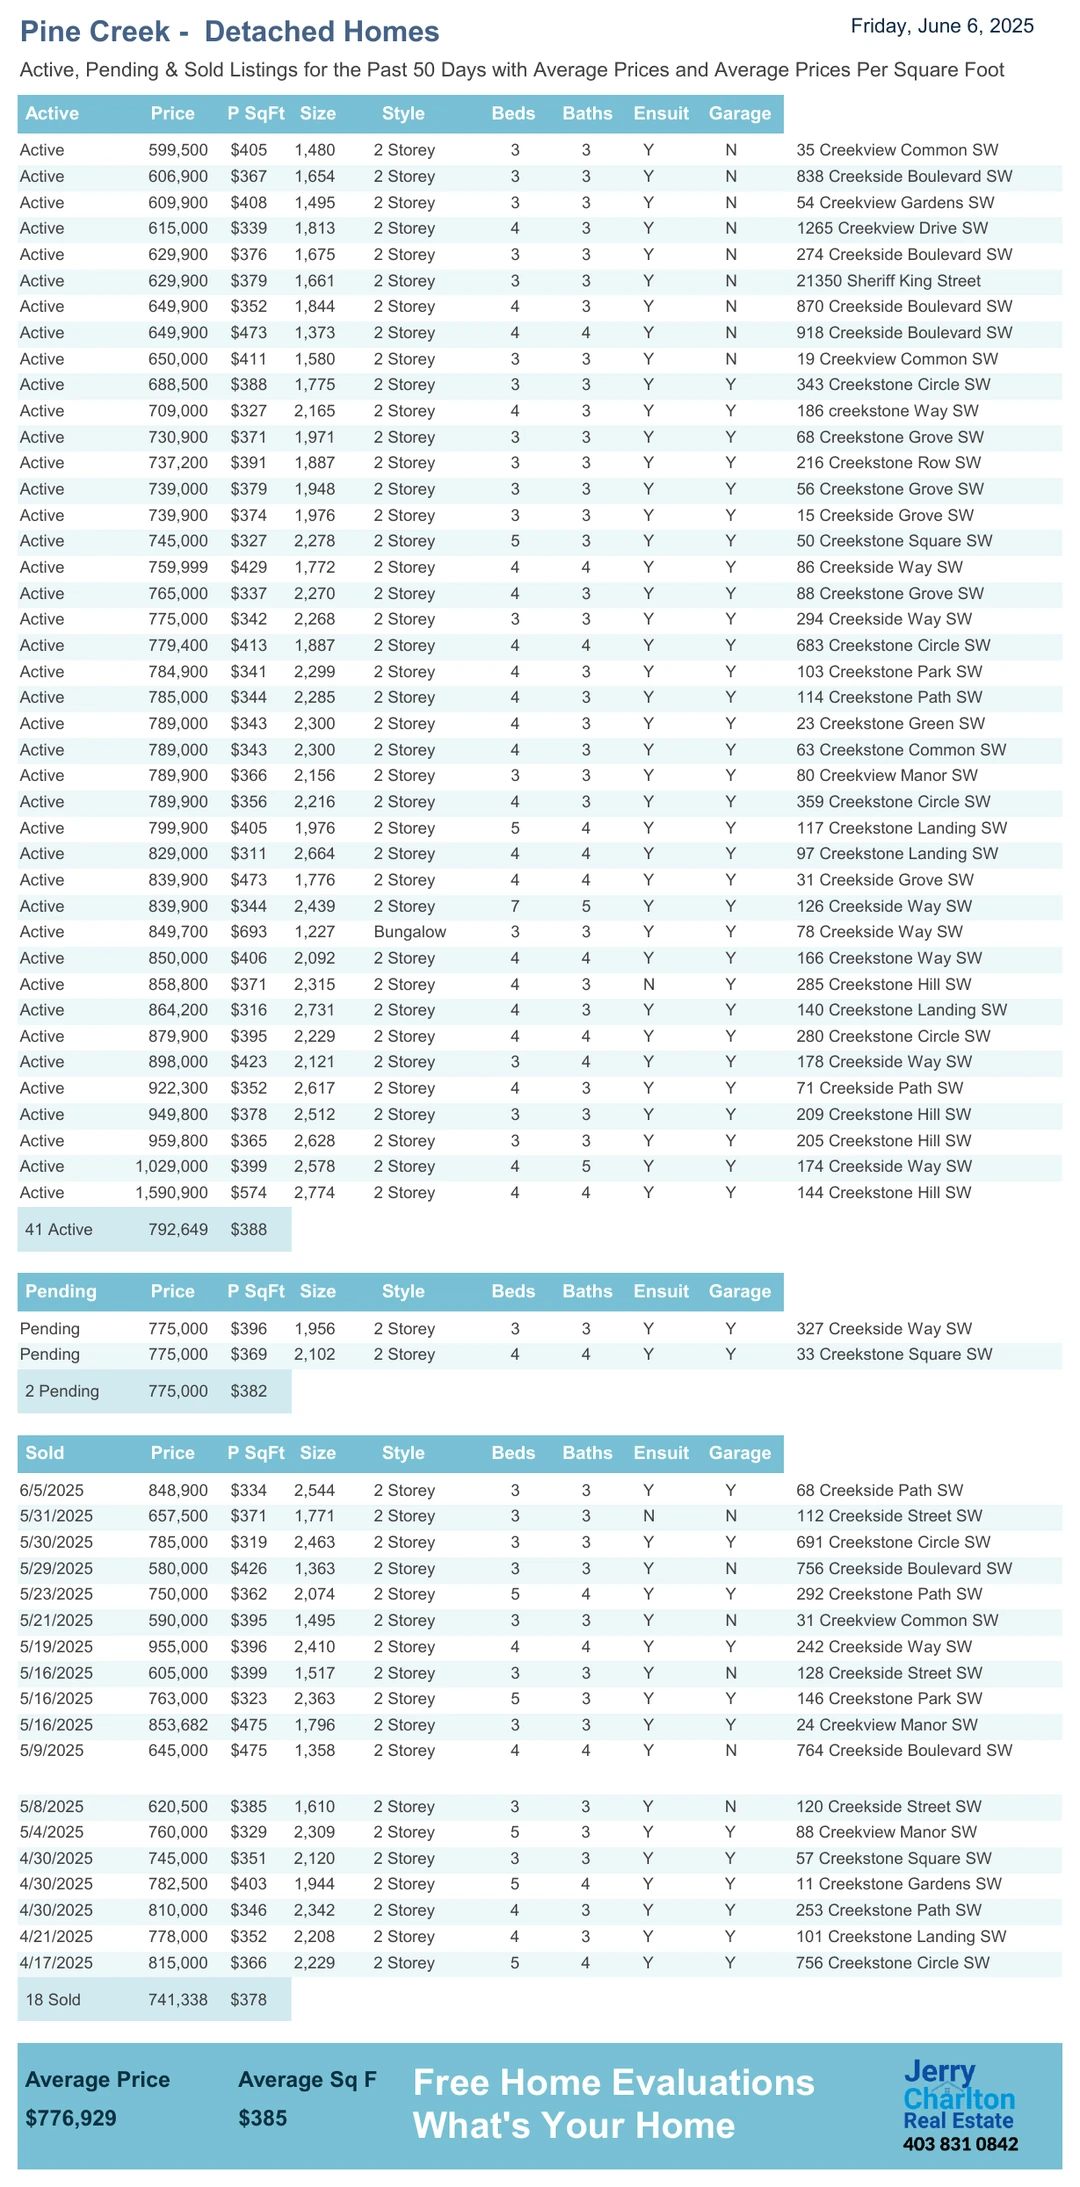 Pine Creek -  Detached Homes
Friday, June 6, 2025
Active, Pending & Sold Listings for the Past 50 Days with Average Prices and Average Prices Per Square Foot
Active Price P SqFt Size Style Beds Baths Ensuit Garage
Active 599,500 $405 1,480 2 Storey 3 3 Y N 35 Creekview Common SW
Active 606,900 $367 1,654 2 Storey 3 3 Y N 838 Creekside Boulevard SW
Active 609,900 $408 1,495 2 Storey 3 3 Y N 54 Creekview Gardens SW
Active 615,000 $339 1,813 2 Storey 4 3 Y N 1265 Creekview Drive SW
Active 629,900 $376 1,675 2 Storey 3 3 Y N 274 Creekside Boulevard SW
Active 629,900 $379 1,661 2 Storey 3 3 Y N 21350 Sheriff King Street
Active 649,900 $352 1,844 2 Storey 4 3 Y N 870 Creekside Boulevard SW
Active 649,900 $473 1,373 2 Storey 4 4 Y N 918 Creekside Boulevard SW
Active 650,000 $411 1,580 2 Storey 3 3 Y N 19 Creekview Common SW
Active 688,500 $388 1,775 2 Storey 3 3 Y Y 343 Creekstone Circle SW
Active 709,000 $327 2,165 2 Storey 4 3 Y Y 186 creekstone Way SW
Active 730,900 $371 1,971 2 Storey 3 3 Y Y 68 Creekstone Grove SW
Active 737,200 $391 1,887 2 Storey 3 3 Y Y 216 Creekstone Row SW
Active 739,000 $379 1,948 2 Storey 3 3 Y Y 56 Creekstone Grove SW
Active 739,900 $374 1,976 2 Storey 3 3 Y Y 15 Creekside Grove SW
Active 745,000 $327 2,278 2 Storey 5 3 Y Y 50 Creekstone Square SW
Active 759,999 $429 1,772 2 Storey 4 4 Y Y 86 Creekside Way SW
Active 765,000 $337 2,270 2 Storey 4 3 Y Y 88 Creekstone Grove SW
Active 775,000 $342 2,268 2 Storey 3 3 Y Y 294 Creekside Way SW
Active 779,400 $413 1,887 2 Storey 4 4 Y Y 683 Creekstone Circle SW
Active 784,900 $341 2,299 2 Storey 4 3 Y Y 103 Creekstone Park SW
Active 785,000 $344 2,285 2 Storey 4 3 Y Y 114 Creekstone Path SW
Active 789,000 $343 2,300 2 Storey 4 3 Y Y 23 Creekstone Green SW
Active 789,000 $343 2,300 2 Storey 4 3 Y Y 63 Creekstone Common SW
Active 789,900 $366 2,156 2 Storey 3 3 Y Y 80 Creekview Manor SW
Active 789,900 $356 2,216 2 Storey 4 3 Y Y 359 Creekstone Circle SW
Active 799,900 $405 1,976 2 Storey 5 4 Y Y 117 Creekstone Landing SW
Active 829,000 $311 2,664 2 Storey 4 4 Y Y 97 Creekstone Landing SW
Active 839,900 $473 1,776 2 Storey 4 4 Y Y 31 Creekside Grove SW
Active 839,900 $344 2,439 2 Storey 7 5 Y Y 126 Creekside Way SW
Active 849,700 $693 1,227 Bungalow 3 3 Y Y 78 Creekside Way SW
Active 850,000 $406 2,092 2 Storey 4 4 Y Y 166 Creekstone Way SW
Active 858,800 $371 2,315 2 Storey 4 3 N Y 285 Creekstone Hill SW
Active 864,200 $316 2,731 2 Storey 4 3 Y Y 140 Creekstone Landing SW
Active 879,900 $395 2,229 2 Storey 4 4 Y Y 280 Creekstone Circle SW
Active 898,000 $423 2,121 2 Storey 3 4 Y Y 178 Creekside Way SW
Active 922,300 $352 2,617 2 Storey 4 3 Y Y 71 Creekside Path SW
Active 949,800 $378 2,512 2 Storey 3 3 Y Y 209 Creekstone Hill SW
Active 959,800 $365 2,628 2 Storey 3 3 Y Y 205 Creekstone Hill SW
Active 1,029,000 $399 2,578 2 Storey 4 5 Y Y 174 Creekside Way SW
Active 1,590,900 $574 2,774 2 Storey 4 4 Y Y 144 Creekstone Hill SW
41 Active 792,649 $388
Pending Price P SqFt Size Style Beds Baths Ensuit Garage
Pending 775,000 $396 1,956 2 Storey 3 3 Y Y 327 Creekside Way SW
Pending 775,000 $369 2,102 2 Storey 4 4 Y Y 33 Creekstone Square SW
2 Pending 775,000 $382
Sold Price P SqFt Size Style Beds Baths Ensuit Garage
6/5/2025 848,900 $334 2,544 2 Storey 3 3 Y Y 68 Creekside Path SW
5/31/2025 657,500 $371 1,771 2 Storey 3 3 N N 112 Creekside Street SW
5/30/2025 785,000 $319 2,463 2 Storey 3 3 Y Y 691 Creekstone Circle SW
5/29/2025 580,000 $426 1,363 2 Storey 3 3 Y N 756 Creekside Boulevard SW
5/23/2025 750,000 $362 2,074 2 Storey 5 4 Y Y 292 Creekstone Path SW
5/21/2025 590,000 $395 1,495 2 Storey 3 3 Y N 31 Creekview Common SW
5/19/2025 955,000 $396 2,410 2 Storey 4 4 Y Y 242 Creekside Way SW
5/16/2025 605,000 $399 1,517 2 Storey 3 3 Y N 128 Creekside Street SW
5/16/2025 763,000 $323 2,363 2 Storey 5 3 Y Y 146 Creekstone Park SW
5/16/2025 853,682 $475 1,796 2 Storey 3 3 Y Y 24 Creekview Manor SW
5/9/2025 645,000 $475 1,358 2 Storey 4 4 Y N 764 Creekside Boulevard SW
5/8/2025 620,500 $385 1,610 2 Storey 3 3 Y N 120 Creekside Street SW
5/4/2025 760,000 $329 2,309 2 Storey 5 3 Y Y 88 Creekview Manor SW
4/30/2025 745,000 $351 2,120 2 Storey 3 3 Y Y 57 Creekstone Square SW
4/30/2025 782,500 $403 1,944 2 Storey 5 4 Y Y 11 Creekstone Gardens SW
4/30/2025 810,000 $346 2,342 2 Storey 4 3 Y Y 253 Creekstone Path SW
4/21/2025 778,000 $352 2,208 2 Storey 4 3 Y Y 101 Creekstone Landing SW
4/17/2025 815,000 $366 2,229 2 Storey 5 4 Y Y 756 Creekstone Circle SW
18 Sold 741,338 $378
Average Price Average Sq F
$776,929 $385
Free Home Evaluations
What's Your Home
Jerry
Charlton
Real Estate
403 831 0842